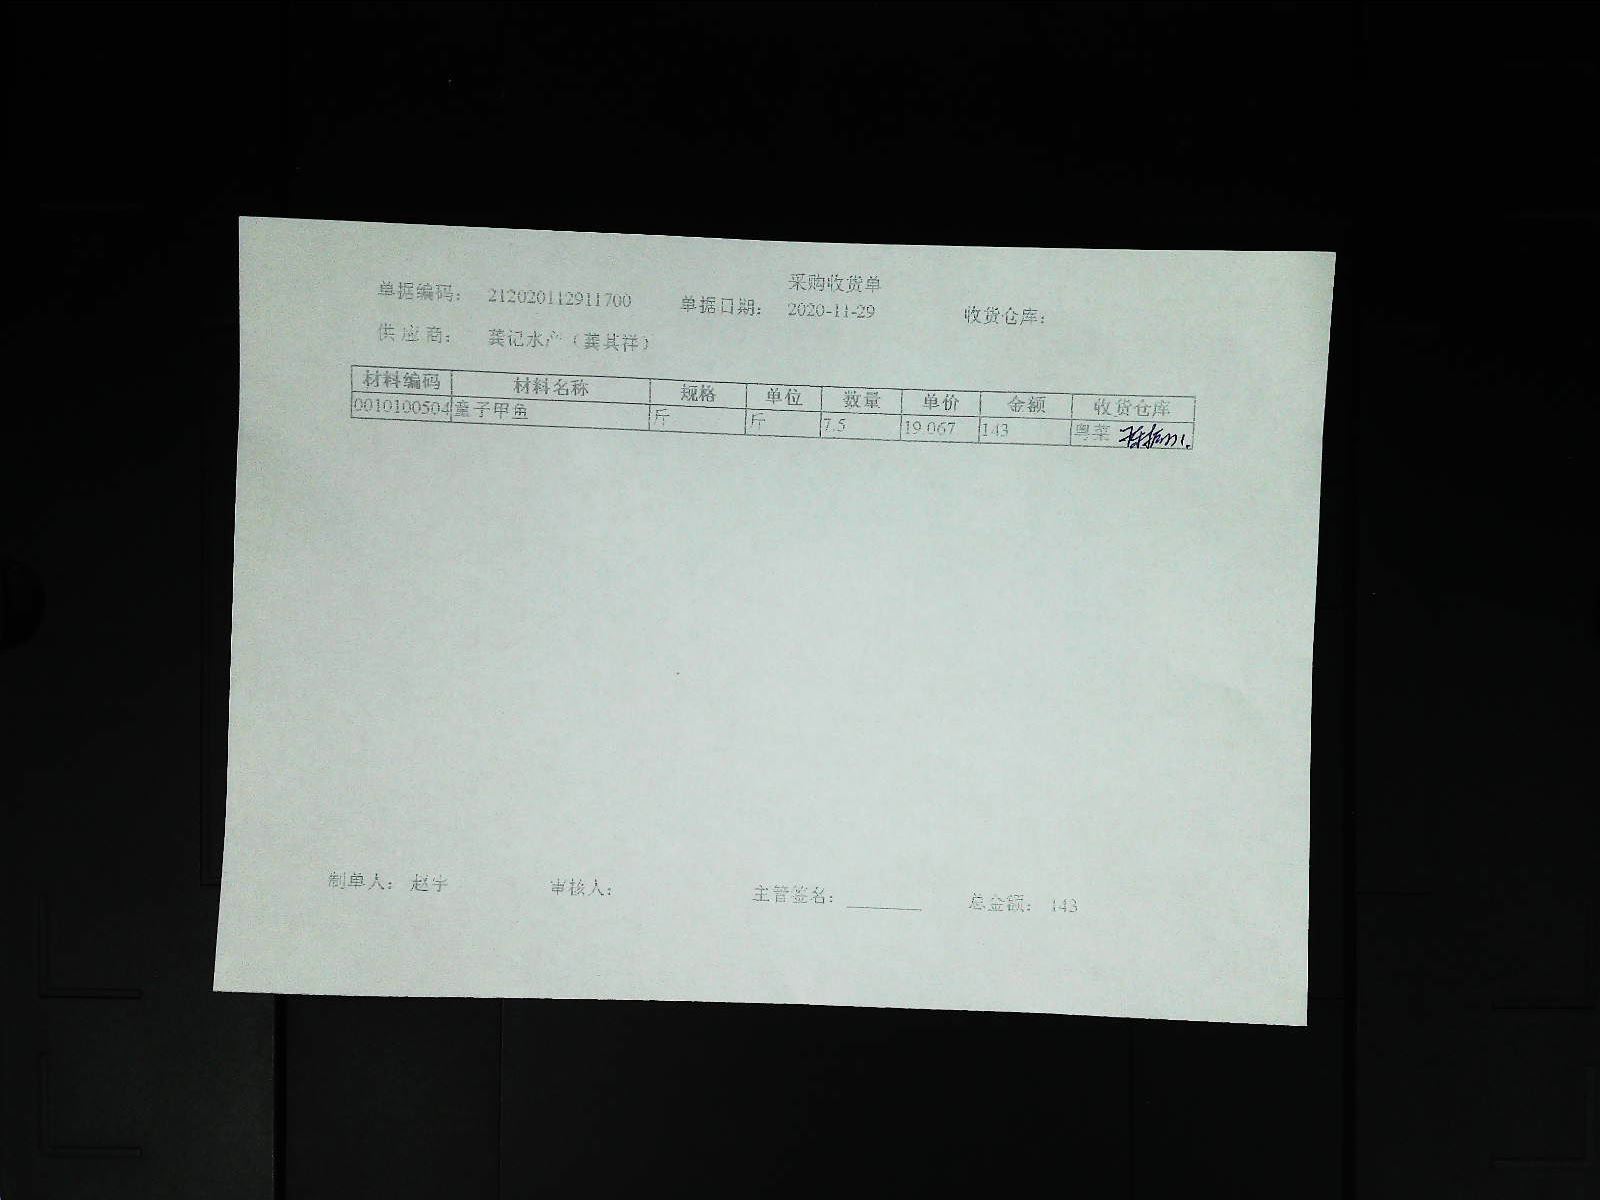 采购收货单
单据编码： 212020112911700 单据日期： 2020-11-29 收货仓库：
供应商： 龚记水产（龚其祥）
材料编码 材料名称 规格 单位 数量 单价 金额 收货仓库
0010100504 童子甲鱼 斤 斤 7.5 19.067 143 粤菜
制单人： 赵宇 审核人： 主管签名： 总金额： 143